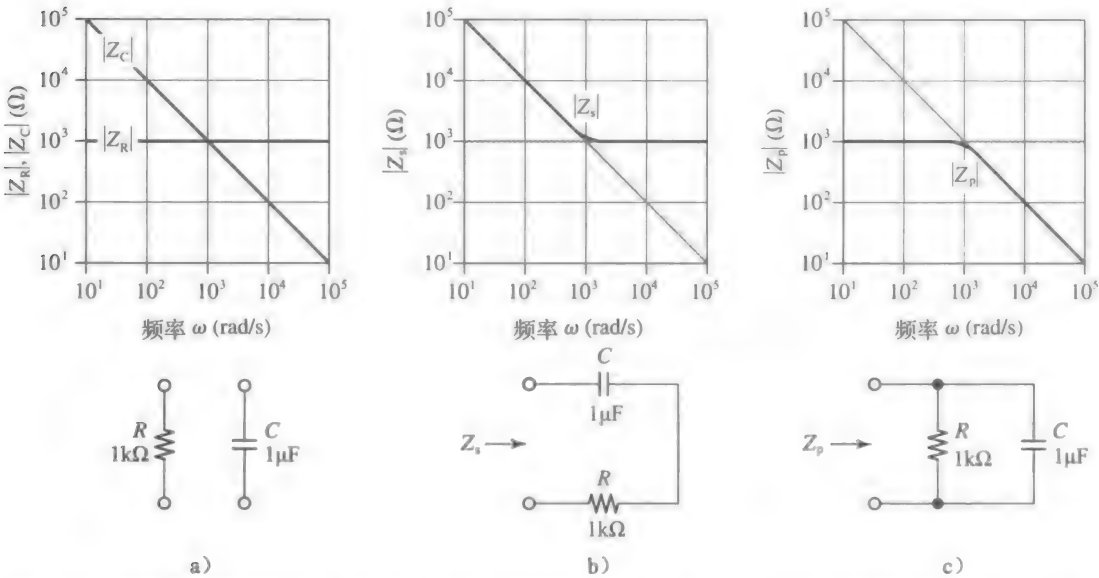 10⁵
10⁴
10³
10²
10¹
|Z_C|
|Z_R|
|Z_R|, |Z_C| (Ω)
10¹ 10² 10³ 10⁴ 10⁵
频率 ω (rad/s)
R
1kΩ
C
1μF
a）
10⁵
10⁴
10³
10²
10¹
|Z_s|
|Z_s| (Ω)
10¹ 10² 10³ 10⁴ 10⁵
频率 ω (rad/s)
C
1μF
Z_s
R
1kΩ
b）
10⁵
10⁴
10³
10²
10¹
|Z_p|
|Z_p| (Ω)
10¹ 10² 10³ 10⁴ 10⁵
频率 ω (rad/s)
Z_p
R
1kΩ
C
1μF
c）